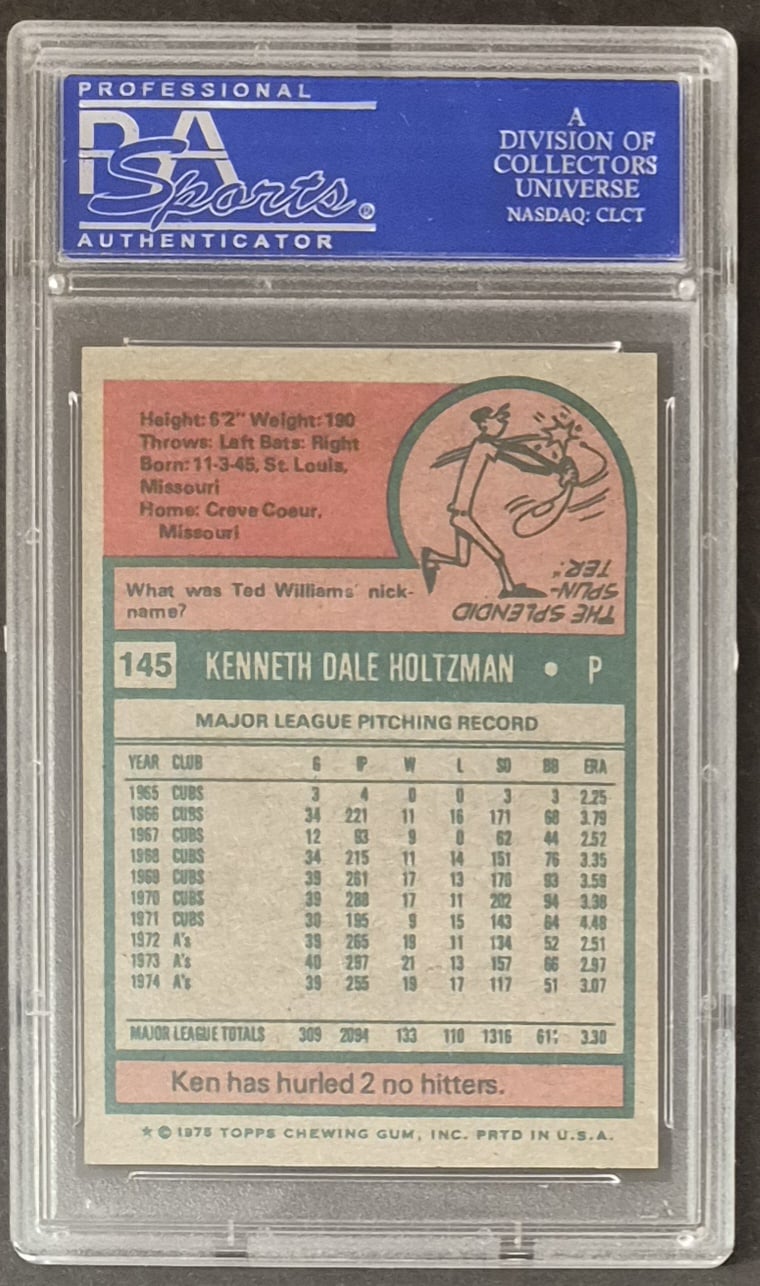 PROFESSIONAL
PSA
Sports®
AUTHENTICATOR
A
DIVISION OF
COLLECTORS
UNIVERSE
NASDAQ: CLCT
Height: 6'2" Weight: 190
Throws: Left Bats: Right
Born: 11-3-45, St. Louis,
Missouri
Home: Creve Coeur,
Missouri
What was Ted Williams' nick-
name?
THE SPLENDID
SPLIN-
TER.
145 KENNETH DALE HOLTZMAN • P
MAJOR LEAGUE PITCHING RECORD
YEAR CLUB G IP W L SO BB ERA
1965 CUBS 3 4 0 0 3 3 2.25
1966 CUBS 34 221 11 16 171 68 3.79
1967 CUBS 12 93 9 0 62 44 2.52
1968 CUBS 34 215 11 14 151 76 3.35
1969 CUBS 39 261 17 13 176 93 3.59
1970 CUBS 39 288 17 11 202 94 3.38
1971 CUBS 30 195 9 15 143 64 4.48
1972 A's 39 265 19 11 134 52 2.51
1973 A's 40 297 21 13 157 66 2.97
1974 A's 39 255 19 17 117 51 3.07
MAJOR LEAGUE TOTALS 309 2094 133 110 1316 611 3.30
Ken has hurled 2 no hitters.
★ © 1975 TOPPS CHEWING GUM, INC. PRTD IN U.S.A.